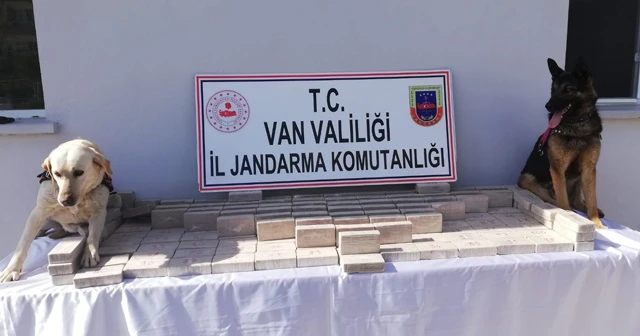 T.C.
VAN VALİLİĞİ
İL JANDARMA KOMUTANLIĞI